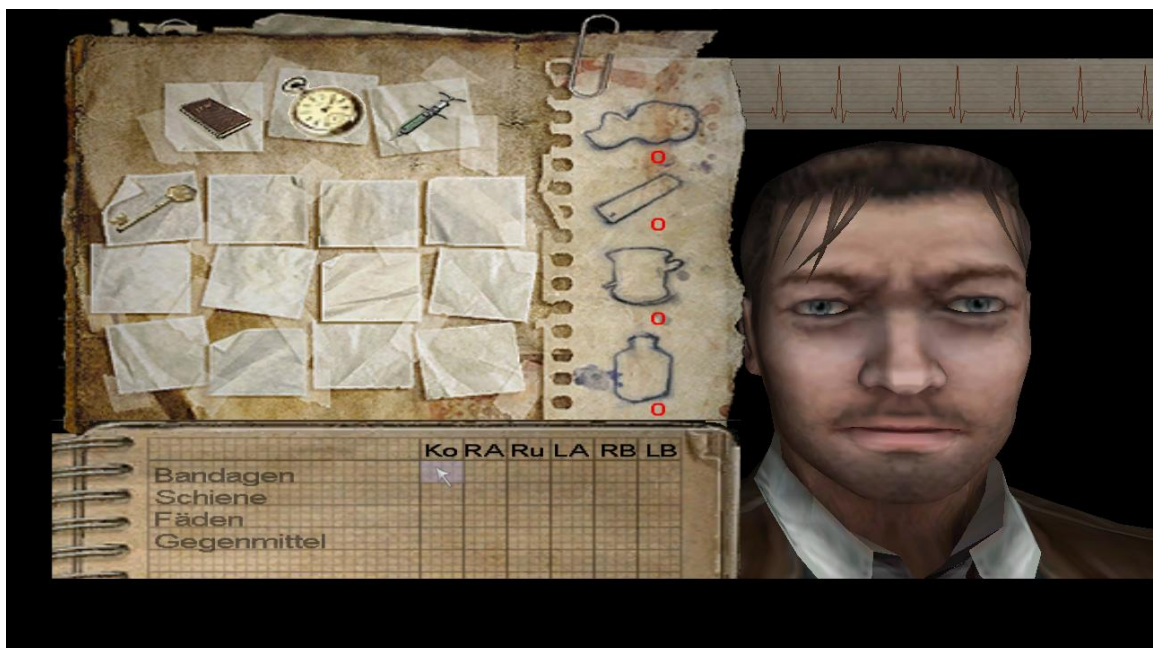 0
0
0
0
Ko RA Ru LA RB LB
Bandagen
Schiene
Fäden
Gegenmittel